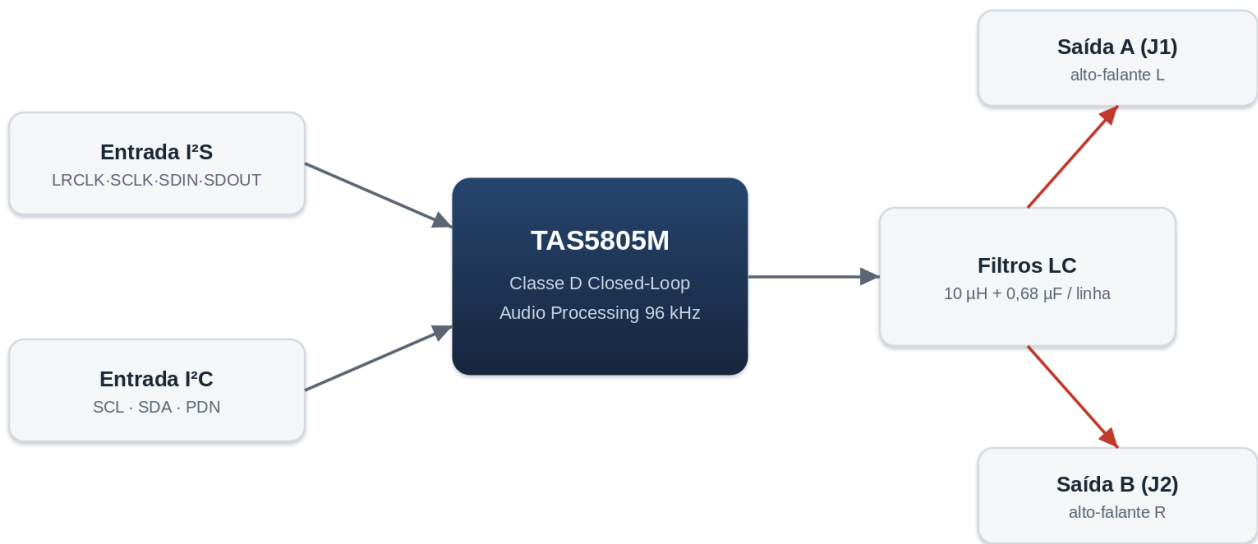 Saída A (J1)
alto-falante L
Entrada I²S
LRCLK·SCLK·SDIN·SDOUT
TAS5805M
Classe D Closed-Loop
Audio Processing 96 kHz
Filtros LC
10 µH + 0,68 µF / linha
Entrada I²C
SCL · SDA · PDN
Saída B (J2)
alto-falante R